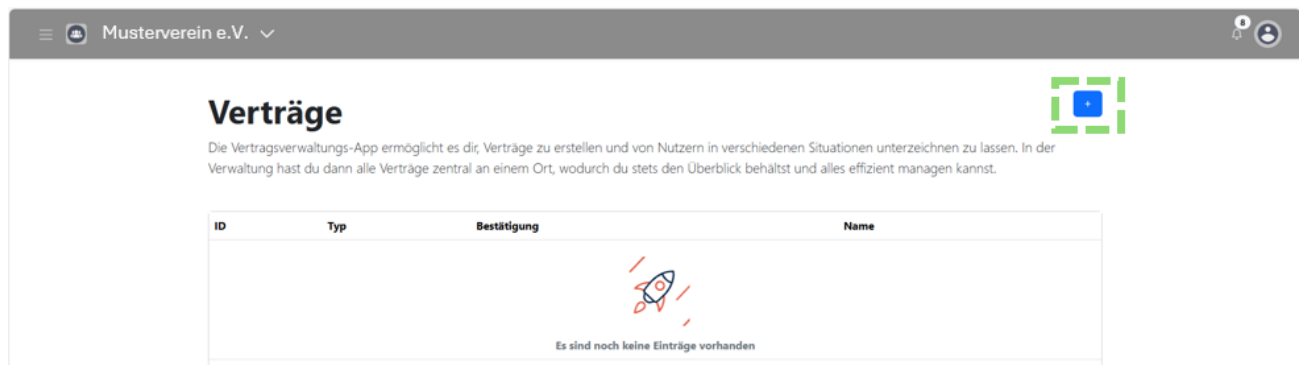 Musterverein e.V.
8
Verträge
+
Die Vertragsverwaltungs-App ermöglicht es dir, Verträge zu erstellen und von Nutzern in verschiedenen Situationen unterzeichnen zu lassen. In der
Verwaltung hast du dann alle Verträge zentral an einem Ort, wodurch du stets den Überblick behältst und alles effizient managen kannst.
ID Typ Bestätigung Name
Es sind noch keine Einträge vorhanden